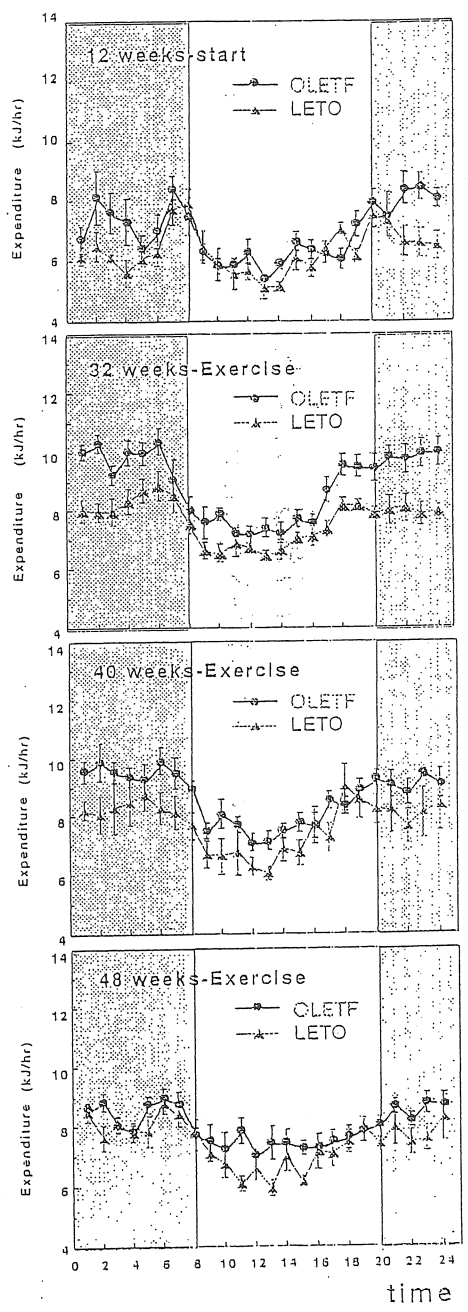 14
12 weeks-start
12
OLETF
LETO
10
8
6
4
Expenditure (kJ/hr)
14
32 weeks-Exercise
12
OLETF
LETO
10
8
6
4
Expenditure (kJ/hr)
14
40 weeks-Exercise
12
OLETF
LETO
10
8
6
4
Expenditure (kJ/hr)
14
48 weeks-Exercise
12
OLETF
LETO
10
8
6
4
Expenditure (kJ/hr)
0 2 4 6 8 10 12 14 16 18 20 22 24
time